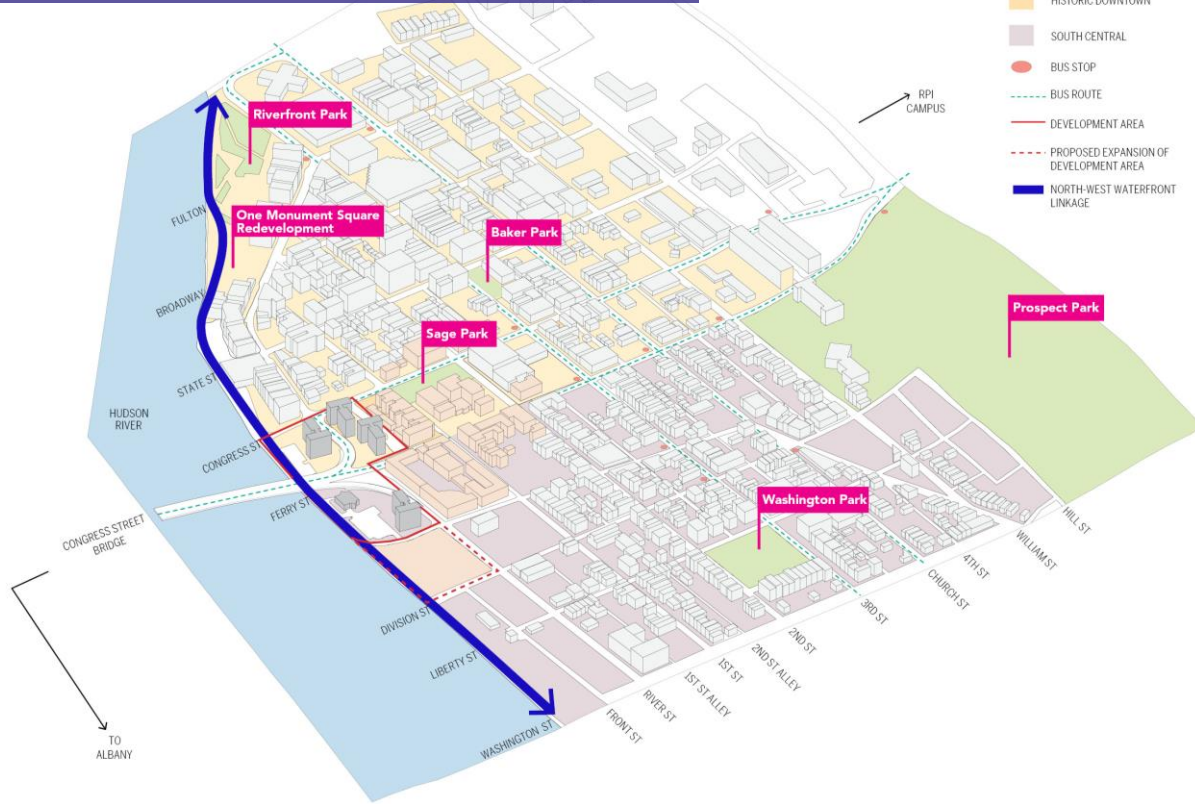 HISTORIC DOWNTOWN
SOUTH CENTRAL
BUS STOP
BUS ROUTE
DEVELOPMENT AREA
PROPOSED EXPANSION OF
DEVELOPMENT AREA
NORTH-WEST WATERFRONT
LINKAGE
RPI
CAMPUS
Riverfront Park
FULTON
One Monument Square
Redevelopment
Baker Park
BROADWAY
Prospect Park
Sage Park
STATE ST
HUDSON
RIVER
CONGRESS ST
FERRY ST
Washington Park
CONGRESS STREET
BRIDGE
HILL ST
WILLIAM ST
4TH ST
CHURCH ST
3RD ST
DIVISION ST
2ND ST
2ND ST ALLEY
LIBERTY ST
1ST ST
1ST ST ALLEY
RIVER ST
FRONT ST
WASHINGTON ST
TO
ALBANY